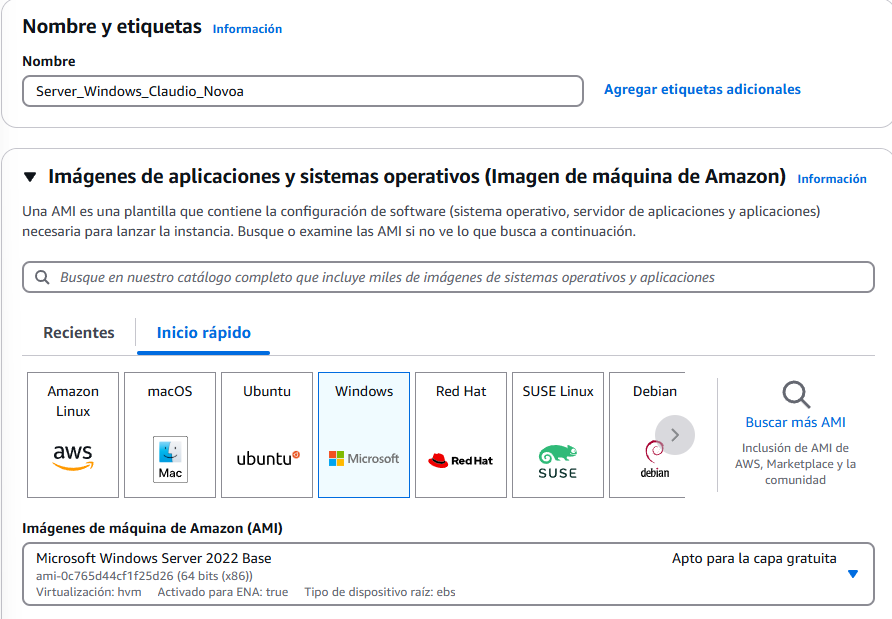 Nombre y etiquetas Información
Nombre
Server_Windows_Claudio_Novoa
Agregar etiquetas adicionales
Imágenes de aplicaciones y sistemas operativos (Imagen de máquina de Amazon) Información
Una AMI es una plantilla que contiene la configuración de software (sistema operativo, servidor de aplicaciones y aplicaciones)
necesaria para lanzar la instancia. Busque o examine las AMI si no ve lo que busca a continuación.
Busque en nuestro catálogo completo que incluye miles de imágenes de sistemas operativos y aplicaciones
Recientes
Inicio rápido
Amazon
Linux
aws
macOS
Mac
Ubuntu
ubuntu
Windows
Microsoft
Red Hat
Red Hat
SUSE Linux
SUSE
Debian
debian
Buscar más AMI
Inclusión de AMI de
AWS, Marketplace y la
comunidad
Imágenes de máquina de Amazon (AMI)
Microsoft Windows Server 2022 Base
Apto para la capa gratuita
ami-0c765d44cf1f25d26 (64 bits (x86))
Virtualización: hvm Activado para ENA: true Tipo de dispositivo raíz: ebs